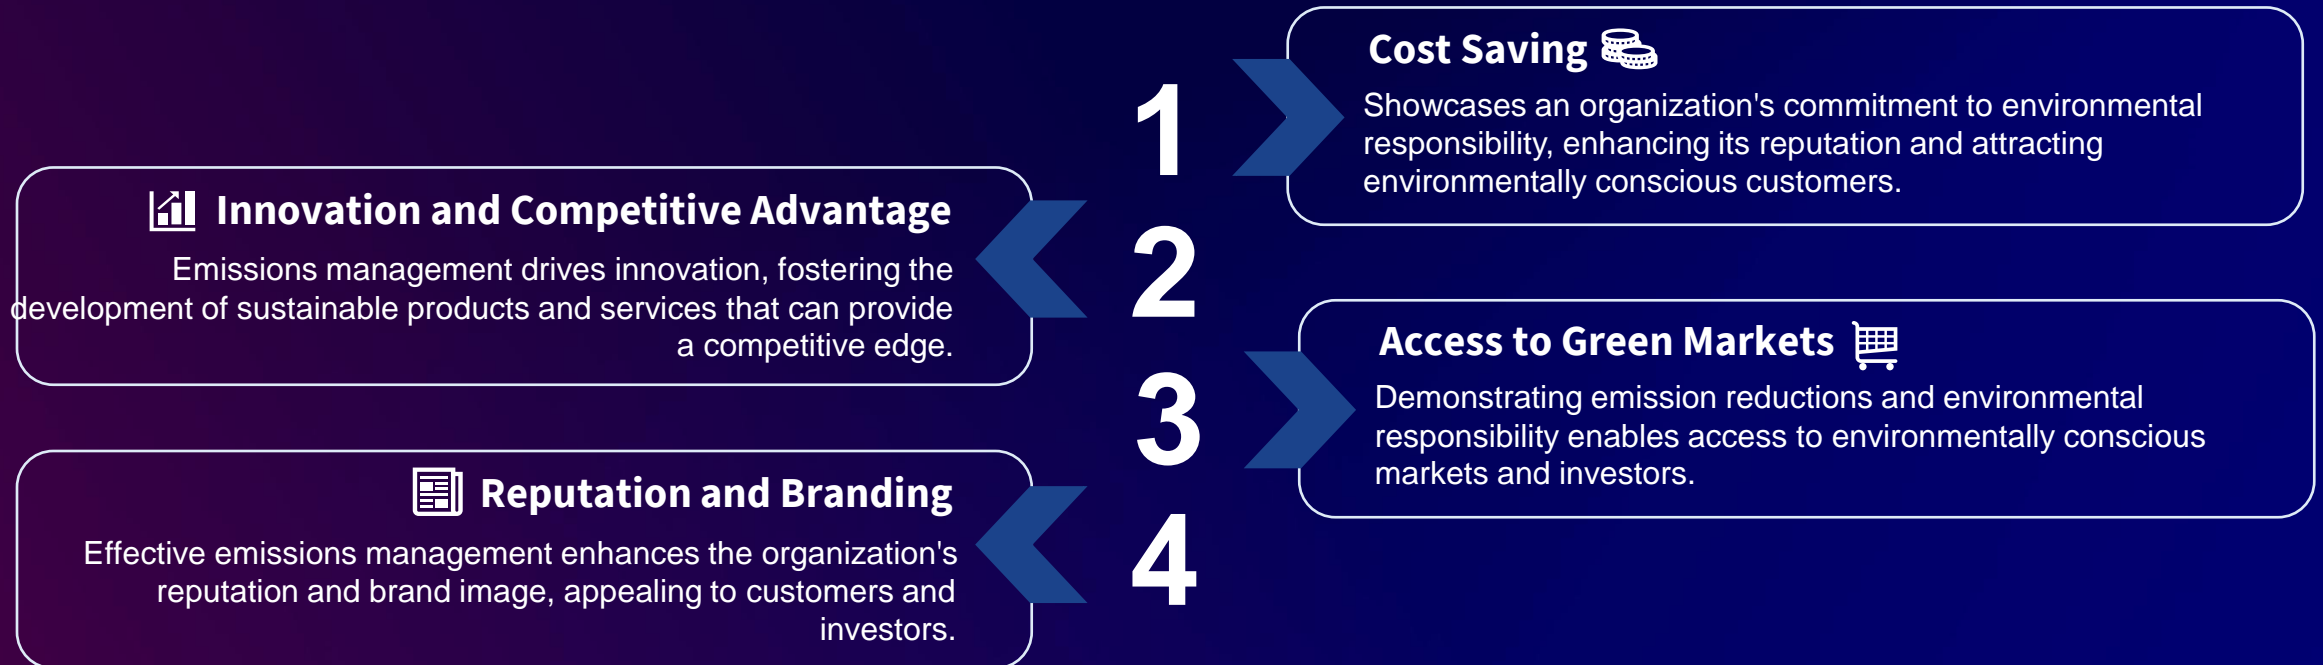 1
Cost Saving
Showcases an organization's commitment to environmental
responsibility, enhancing its reputation and attracting
environmentally conscious customers.
2
Innovation and Competitive Advantage
Emissions management drives innovation, fostering the
development of sustainable products and services that can provide
a competitive edge.
3
Access to Green Markets
Demonstrating emission reductions and environmental
responsibility enables access to environmentally conscious
markets and investors.
4
Reputation and Branding
Effective emissions management enhances the organization's
reputation and brand image, appealing to customers and
investors.